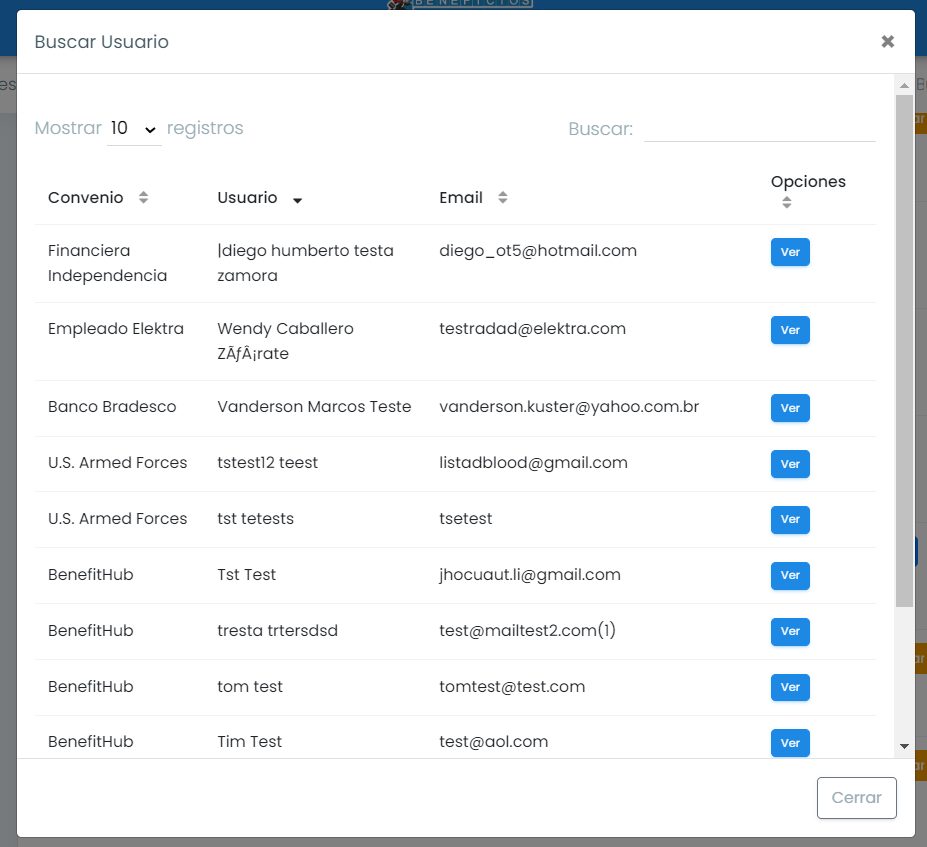 BENEFICIOS
Buscar Usuario
Mostrar 10 registros
Buscar:
Convenio Usuario Email Opciones
Financiera |diego humberto testa diego_ot5@hotmail.com Ver
Independencia zamora
Empleado Elektra Wendy Caballero testradad@elektra.com Ver
ZÃƒÂ¡rate
Banco Bradesco Vanderson Marcos Teste vanderson.kuster@yahoo.com.br Ver
U.S. Armed Forces tstest12 teest listadblood@gmail.com Ver
U.S. Armed Forces tst tetests tsetest Ver
BenefitHub Tst Test jhocuaut.li@gmail.com Ver
BenefitHub tresta trtersdsd test@mailtest2.com(1) Ver
BenefitHub tom test tomtest@test.com Ver
BenefitHub Tim Test test@aol.com Ver
Cerrar